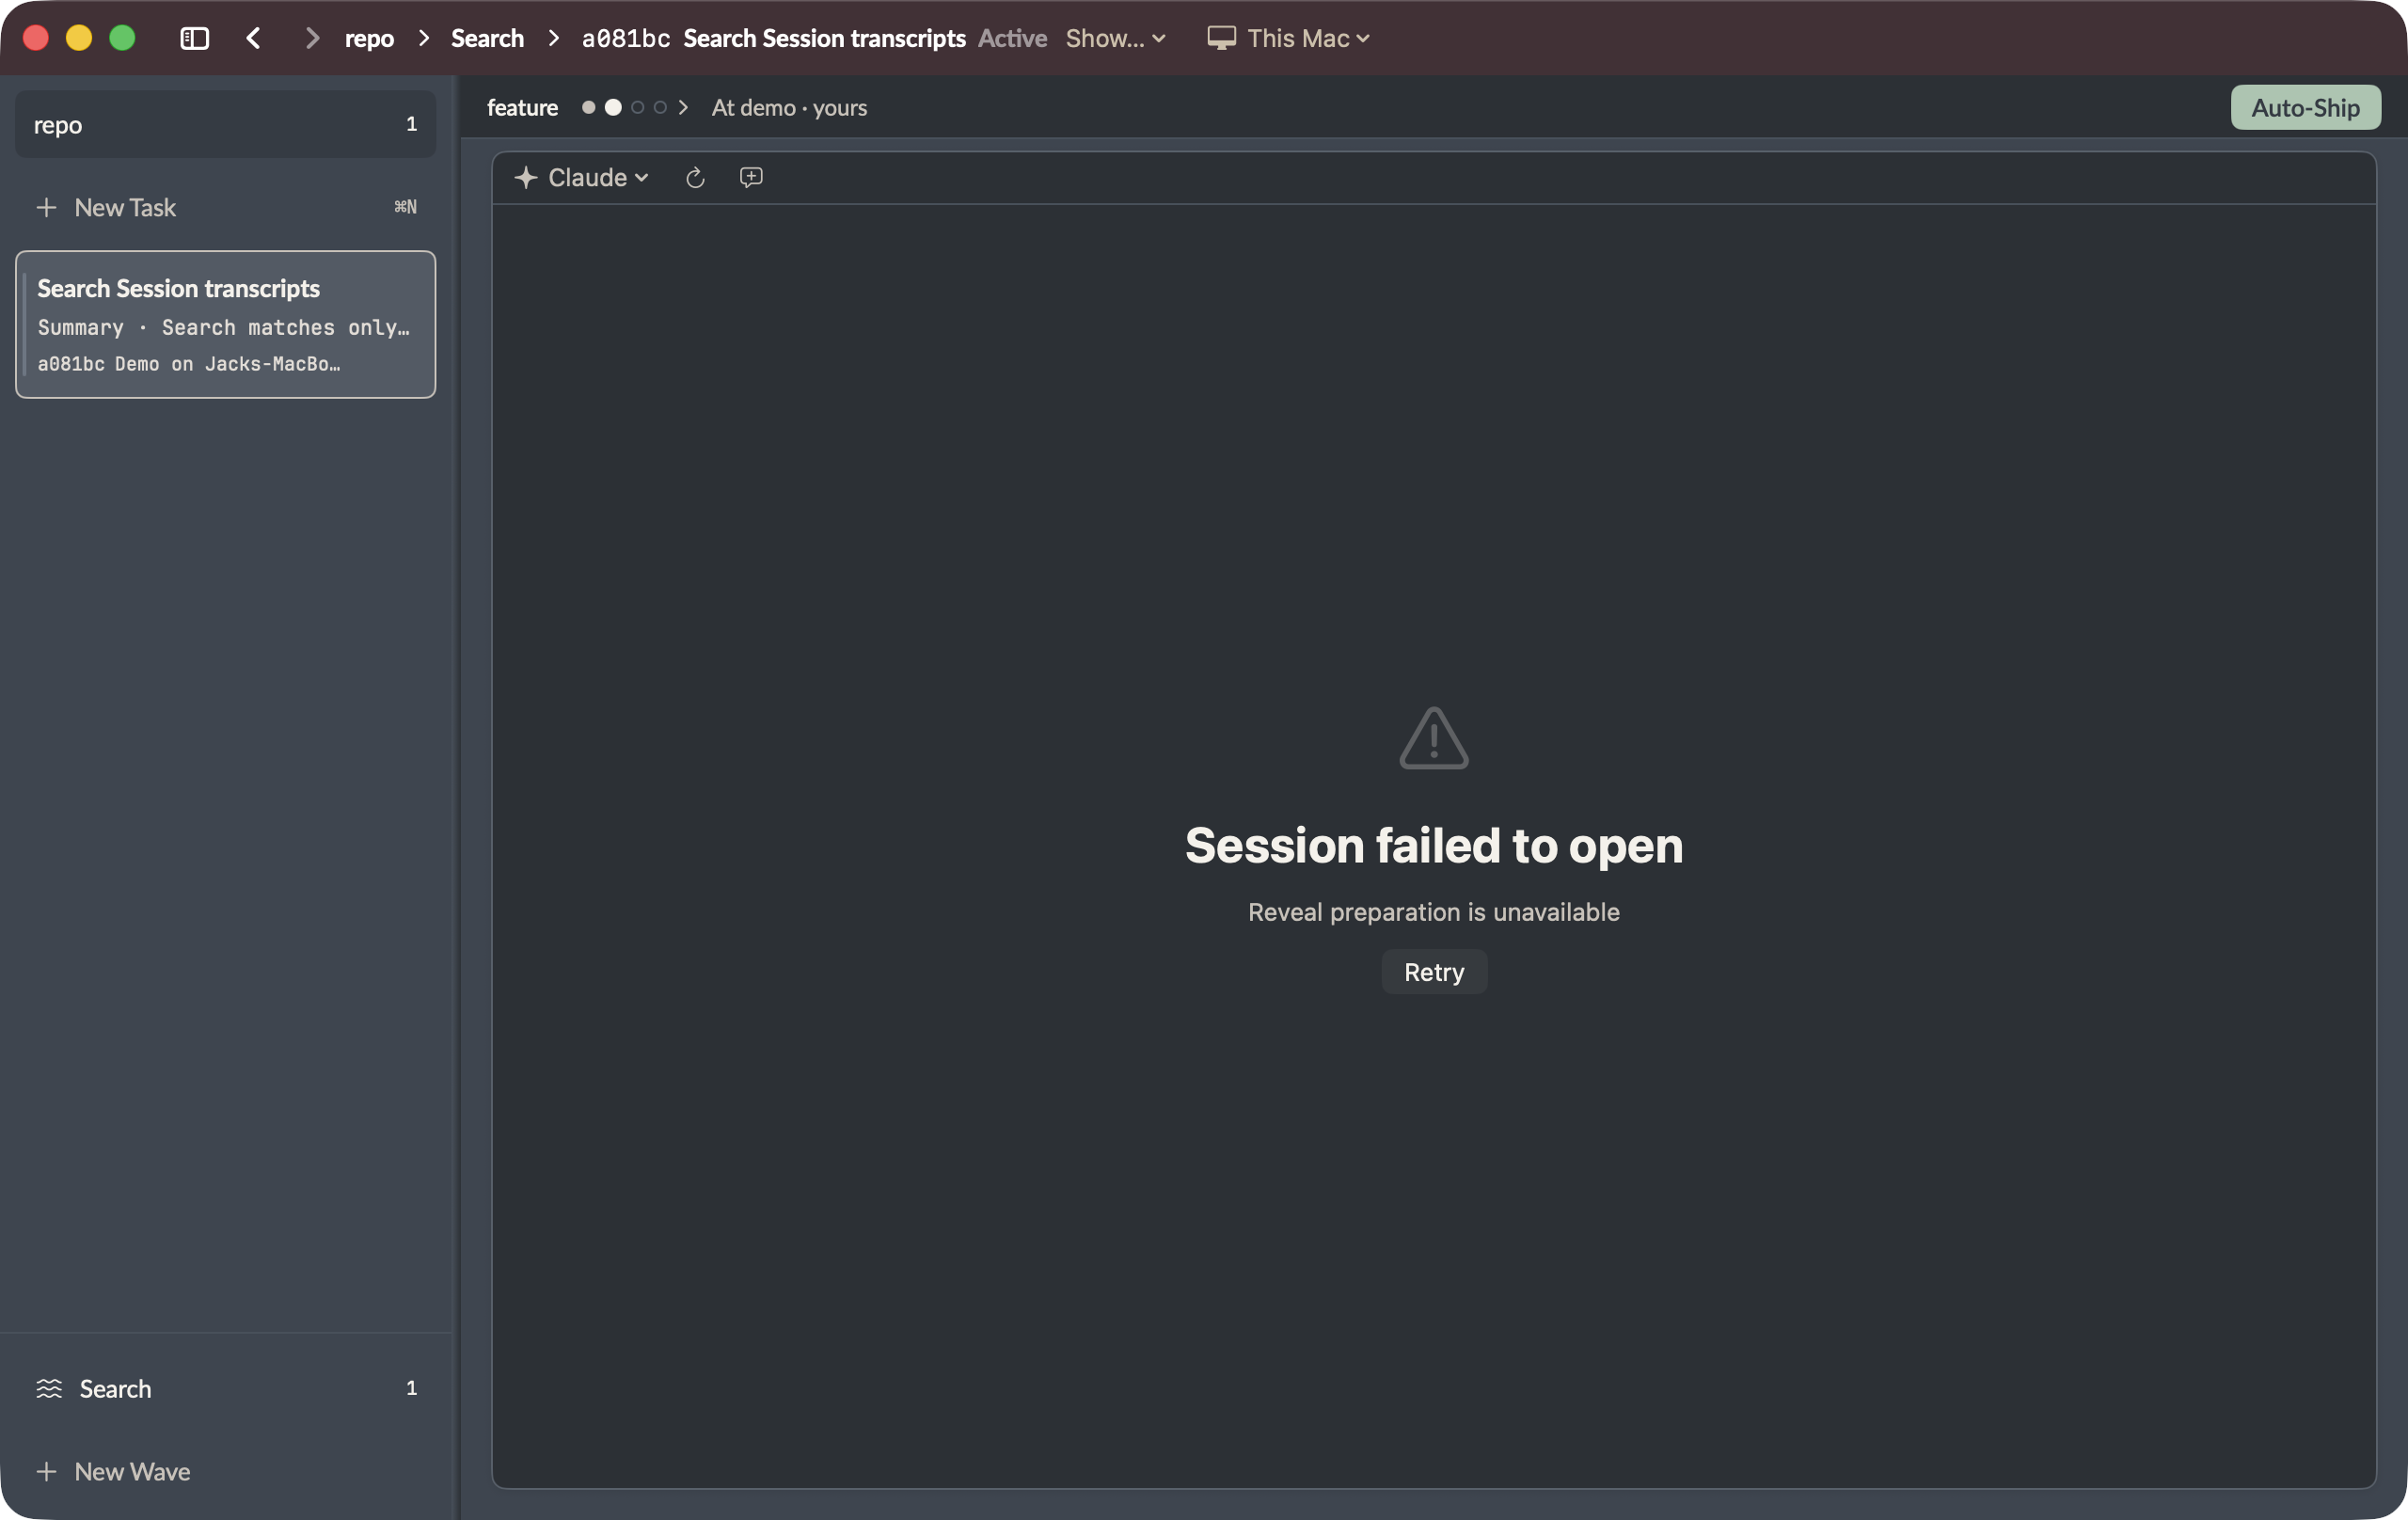 repo > Search > a081bc Search Session transcripts Active Show... This Mac
repo 1
New Task ⌘N
Search Session transcripts
Summary · Search matches only…
a081bc Demo on Jacks-MacBo…
Search 1
New Wave
feature At demo · yours Auto-Ship
Claude
Session failed to open
Reveal preparation is unavailable
Retry